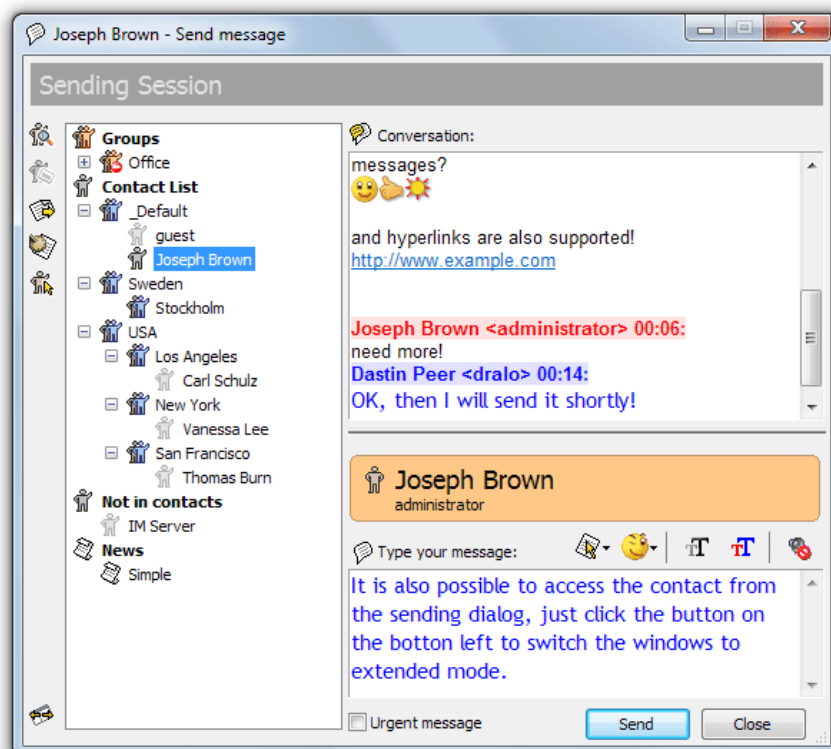 Joseph Brown - Send message
Sending Session
Groups
Office
Contact List
_Default
guest
Joseph Brown
Sweden
Stockholm
USA
Los Angeles
Carl Schulz
New York
Vanessa Lee
San Francisco
Thomas Burn
Not in contacts
IM Server
News
Simple
Conversation:
messages?
and hyperlinks are also supported!
http://www.example.com
Joseph Brown <administrator> 00:06:
need more!
Dastin Peer <dralo> 00:14:
OK, then I will send it shortly!
Joseph Brown
administrator
Type your message:
It is also possible to access the contact from
the sending dialog, just click the button on
the botton left to switch the windows to
extended mode.
Urgent message
Send
Close